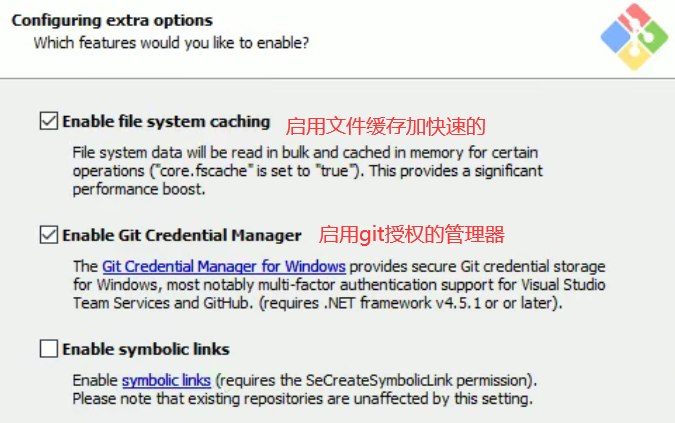 Configuring extra options
Which features would you like to enable?
Enable file system caching 启用文件缓存加快速的
File system data will be read in bulk and cached in memory for certain
operations ("core.fscache" is set to "true"). This provides a significant
performance boost.
Enable Git Credential Manager 启用git授权的管理器
The Git Credential Manager for Windows provides secure Git credential storage
for Windows, most notably multi-factor authentication support for Visual Studio
Team Services and GitHub. (requires .NET framework v4.5.1 or or later).
Enable symbolic links
Enable symbolic links (requires the SeCreateSymbolicLink permission).
Please note that existing repositories are unaffected by this setting.